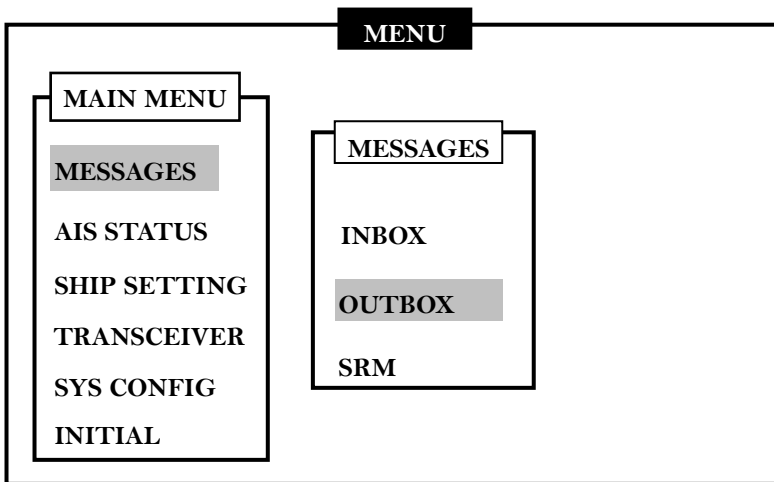 MENU
MAIN MENU
MESSAGES
AIS STATUS
SHIP SETTING
TRANSCEIVER
SYS CONFIG
INITIAL
MESSAGES
INBOX
OUTBOX
SRM